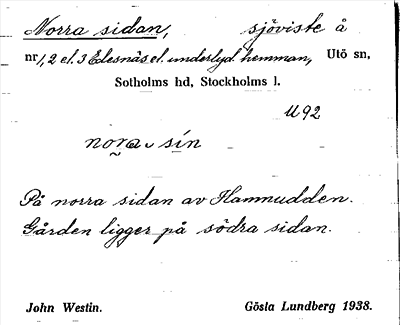 Norra sidan, sjöviste å
nr 1, 2 el. 3 Edesnäs el. underlyd. hemman, Utö sn,
Sotholms hd, Stockholms l.
U92
nora sín
På norra sidan av Hamnudden.
Gården ligger på södra sidan.
John Westin. Gösla Lundberg 1938.